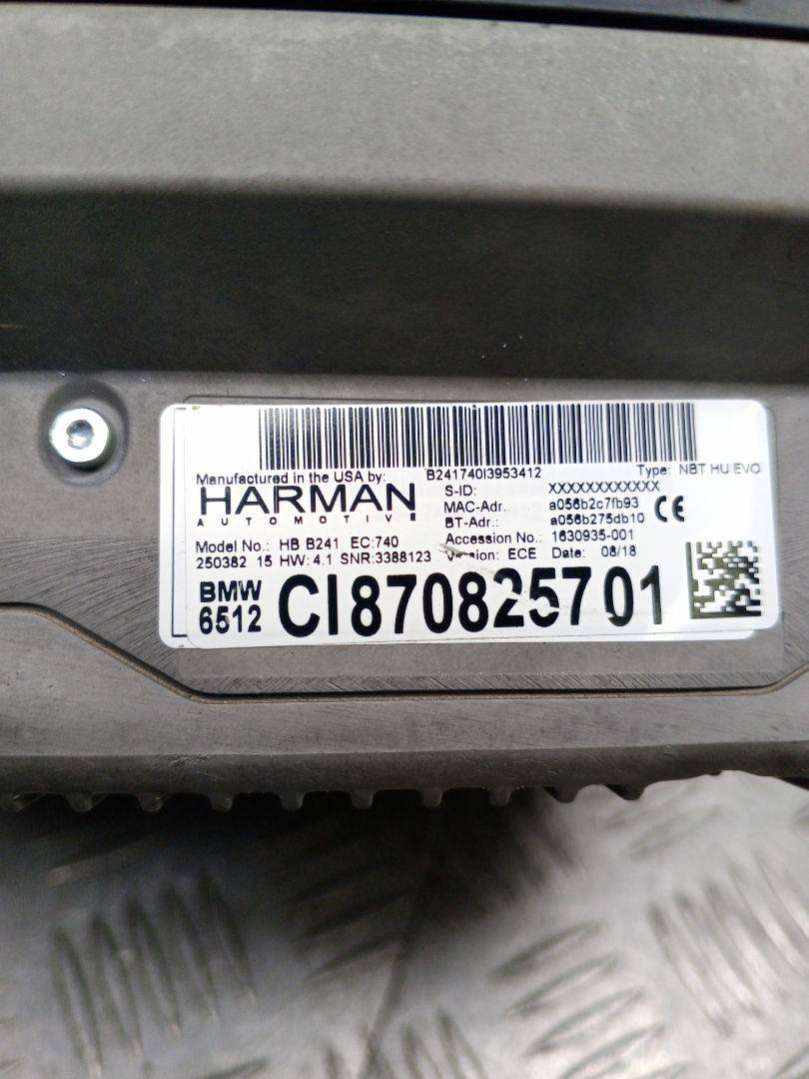 B241740I3953412
Type: NBT HU EVO
Manufactured in the USA by:
HARMAN
AUTOMOTIVE
S-ID: XXXXXXXXXXXX
MAC-Adr.: a056b2c7fb93
BT-Adr.: a056b275db10
CE
Model No.: HB B241 EC:740
Accession No.: 1630935-001
250382 15 HW: 4.1 SNR:3388123
Version: ECE Date: 08/18
BMW
6512
CI870825701